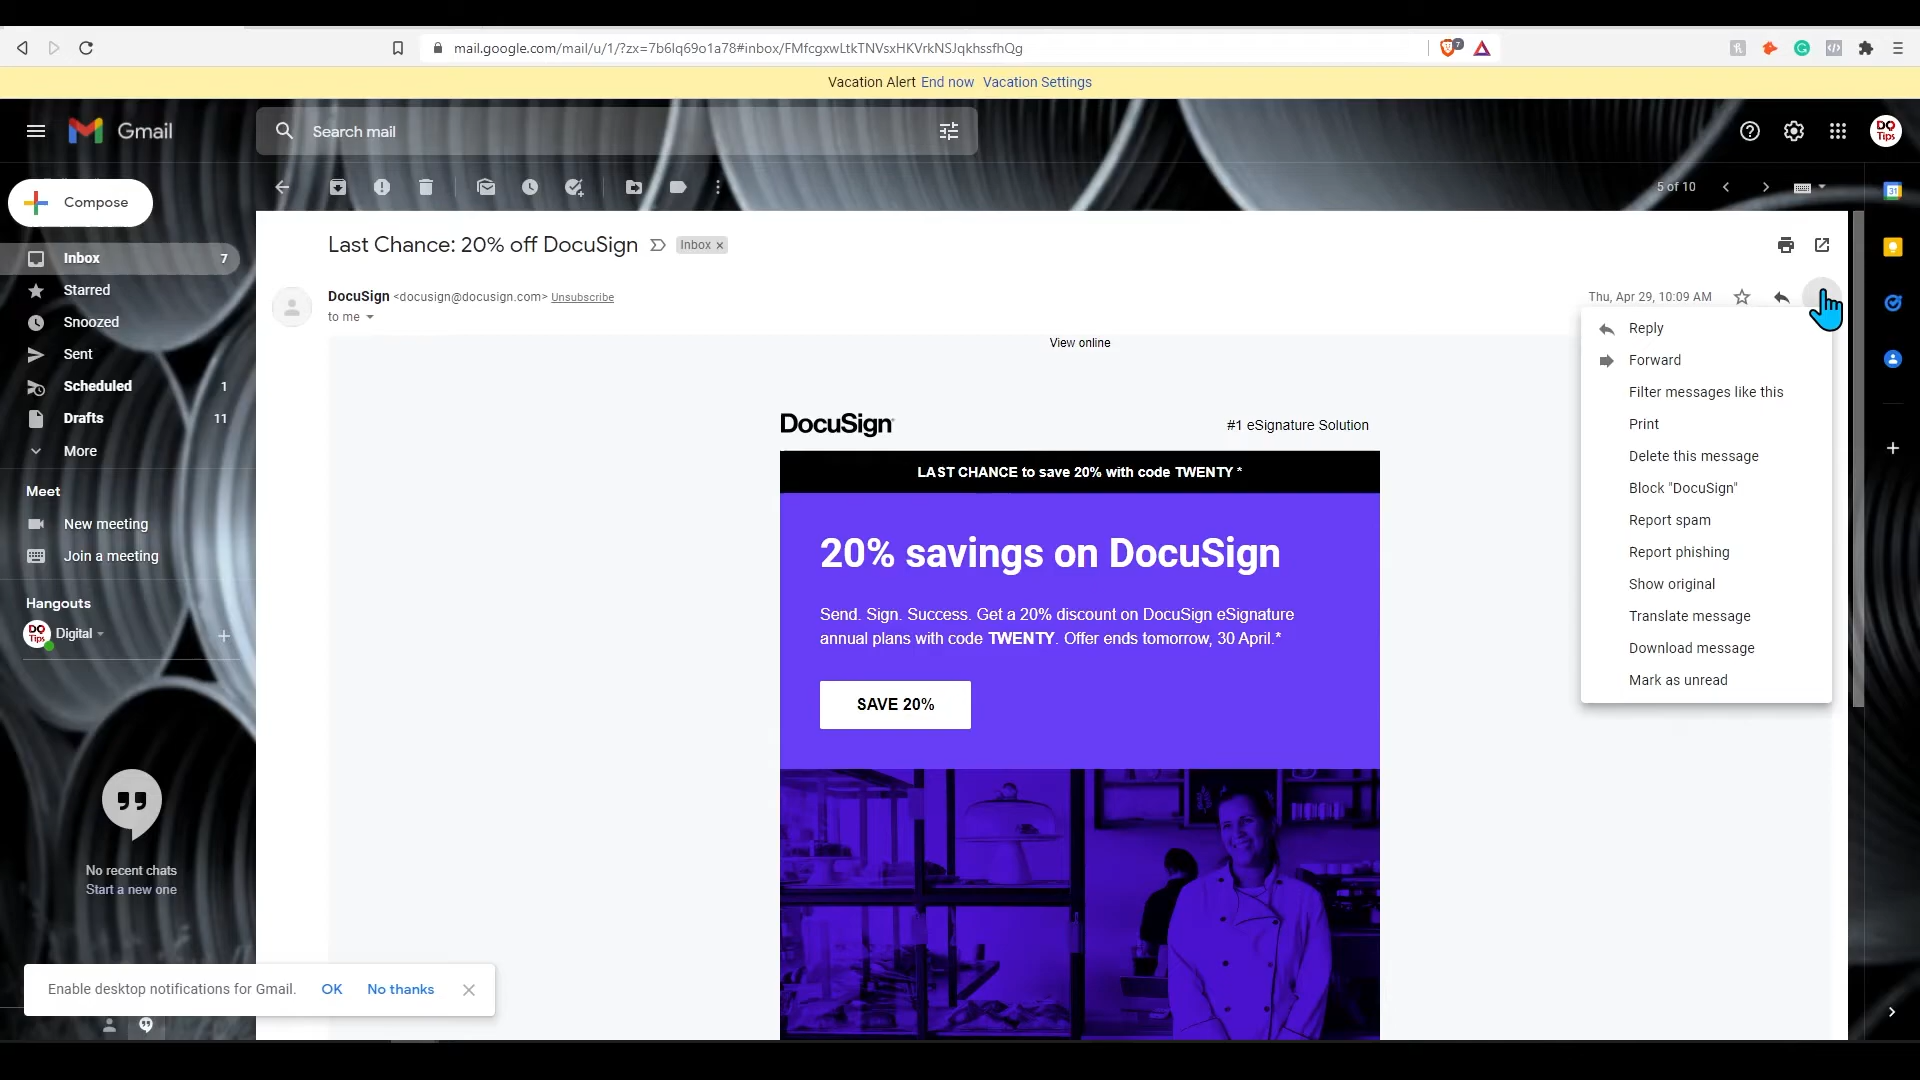 mail.google.com/mail/u/1/?zx=7b6lq69o1a78#inbox/FMfcgxwLtkTNVsxHKVrkNSJqkhssfhQg
7
Vacation Alert End now Vacation Settings
Gmail
Search mail
DQ
Tips
Compose
5 of 10
31
Last Chance: 20% off DocuSign
Inbox ×
Inbox 7
Starred
Snoozed
Sent
Scheduled 1
Drafts 11
More
Meet
New meeting
Join a meeting
Hangouts
DQ
Tips
Digital
No recent chats
Start a new one
DocuSign <docusign@docusign.com> Unsubscribe
Thu, Apr 29, 10:09 AM
to me
View online
DocuSign
#1 eSignature Solution
LAST CHANCE to save 20% with code TWENTY *
20% savings on DocuSign
Send. Sign. Success. Get a 20% discount on DocuSign eSignature
annual plans with code TWENTY. Offer ends tomorrow, 30 April.*
SAVE 20%
Reply
Forward
Filter messages like this
Print
Delete this message
Block "DocuSign"
Report spam
Report phishing
Show original
Translate message
Download message
Mark as unread
Enable desktop notifications for Gmail. OK No thanks